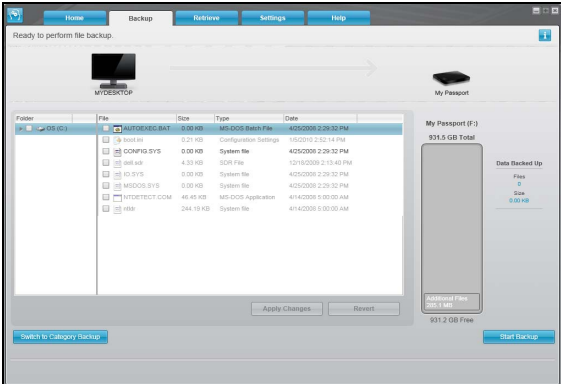 Home Backup Retrieve Settings Help
Ready to perform file backup.
MYDESKTOP
My Passport
Folder File Size Type Date
OS (C:) AUTOEXEC.BAT 0.00 KB MS-DOS Batch File 4/25/2008 2:29:32 PM
boot.ini 0.21 KB Configuration Settings 1/5/2010 2:52:14 PM
CONFIG.SYS 0.00 KB System file 4/25/2008 2:29:32 PM
dell.sdr 4.33 KB SDR File 12/18/2009 2:13:40 PM
IO.SYS 0.00 KB System file 4/25/2008 2:29:32 PM
MSDOS.SYS 0.00 KB System file 4/25/2008 2:29:32 PM
NTDETECT.COM 46.45 KB MS-DOS Application 4/14/2008 5:00:00 AM
ntldr 244.19 KB System file 4/14/2008 5:00:00 AM
My Passport (F:)
931.5 GB Total
Data Backed Up
Files
0
Size
0.00 KB
Additional Files
285.1 MB
931.2 GB Free
Apply Changes Revert
Switch to Category Backup
Start Backup